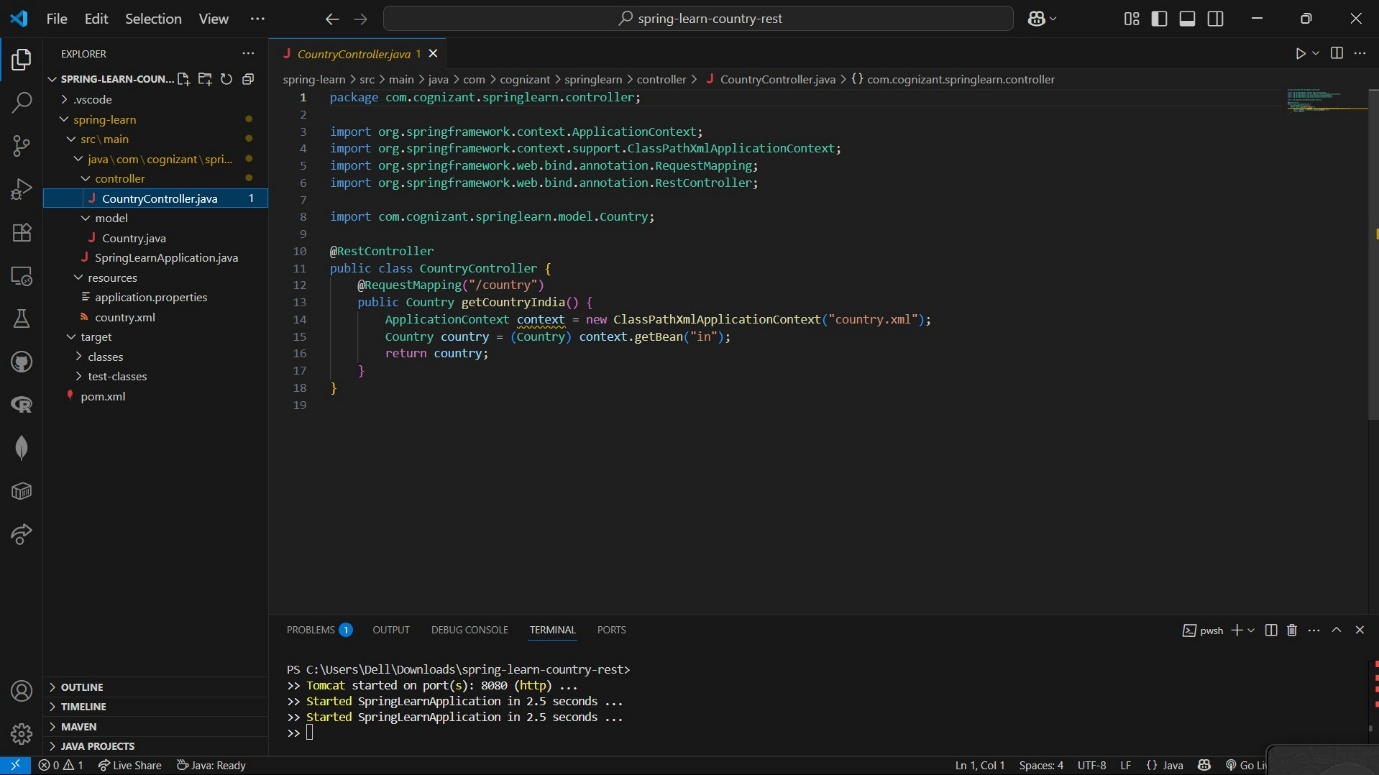 File Edit Selection View ··· spring-learn-country-rest
EXPLORER ···
SPRING-LEARN-COUN...
.vscode
spring-learn
src\main
java\com\cognizant\spri...
controller
J CountryController.java 1
model
J Country.java
J SpringLearnApplication.java
resources
application.properties
country.xml
target
classes
test-classes
pom.xml
OUTLINE
TIMELINE
MAVEN
JAVA PROJECTS
J CountryController.java 1
spring-learn > src > main > java > com > cognizant > springlearn > controller > J CountryController.java > {} com.cognizant.springlearn.controller
1 package com.cognizant.springlearn.controller;
2
3 import org.springframework.context.ApplicationContext;
4 import org.springframework.context.support.ClassPathXmlApplicationContext;
5 import org.springframework.web.bind.annotation.RequestMapping;
6 import org.springframework.web.bind.annotation.RestController;
7
8 import com.cognizant.springlearn.model.Country;
9
10 @RestController
11 public class CountryController {
12 @RequestMapping("/country")
13 public Country getCountryIndia() {
14 ApplicationContext context = new ClassPathXmlApplicationContext("country.xml");
15 Country country = (Country) context.getBean("in");
16 return country;
17 }
18 }
19
PROBLEMS 1 OUTPUT DEBUG CONSOLE TERMINAL PORTS pwsh ···
PS C:\Users\Dell\Downloads\spring-learn-country-rest>
>> Tomcat started on port(s): 8080 (http) ...
>> Started SpringLearnApplication in 2.5 seconds ...
>> Started SpringLearnApplication in 2.5 seconds ...
>>
0 1 Live Share Java: Ready Ln 1, Col 1 Spaces: 4 UTF-8 LF {} Java Go